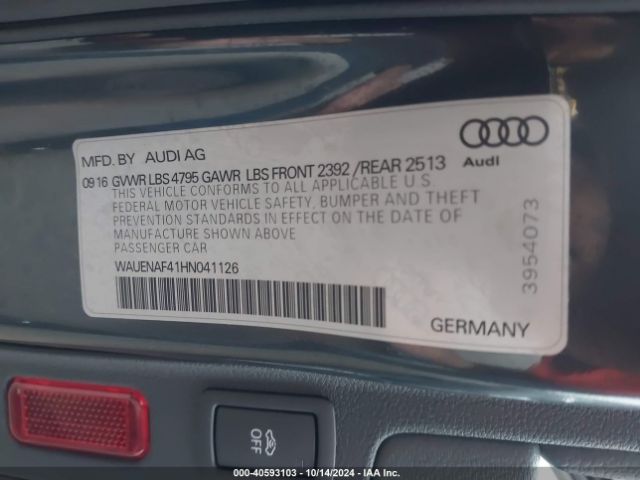 MFD. BY AUDI AG
09 16 GVWR LBS 4795 GAWR LBS FRONT 2392 /REAR 2513
THIS VEHICLE CONFORMS TO ALL APPLICABLE U S
FEDERAL MOTOR VEHICLE SAFETY, BUMPER AND THEFT
PREVENTION STANDARDS IN EFFECT ON THE DATE OF
MANUFACTURE SHOWN ABOVE
PASSENGER CAR
WAUENAF41HN041126
Audi
3954073
GERMANY
OFF
000-40593103 - 10/14/2024 - IAA Inc.